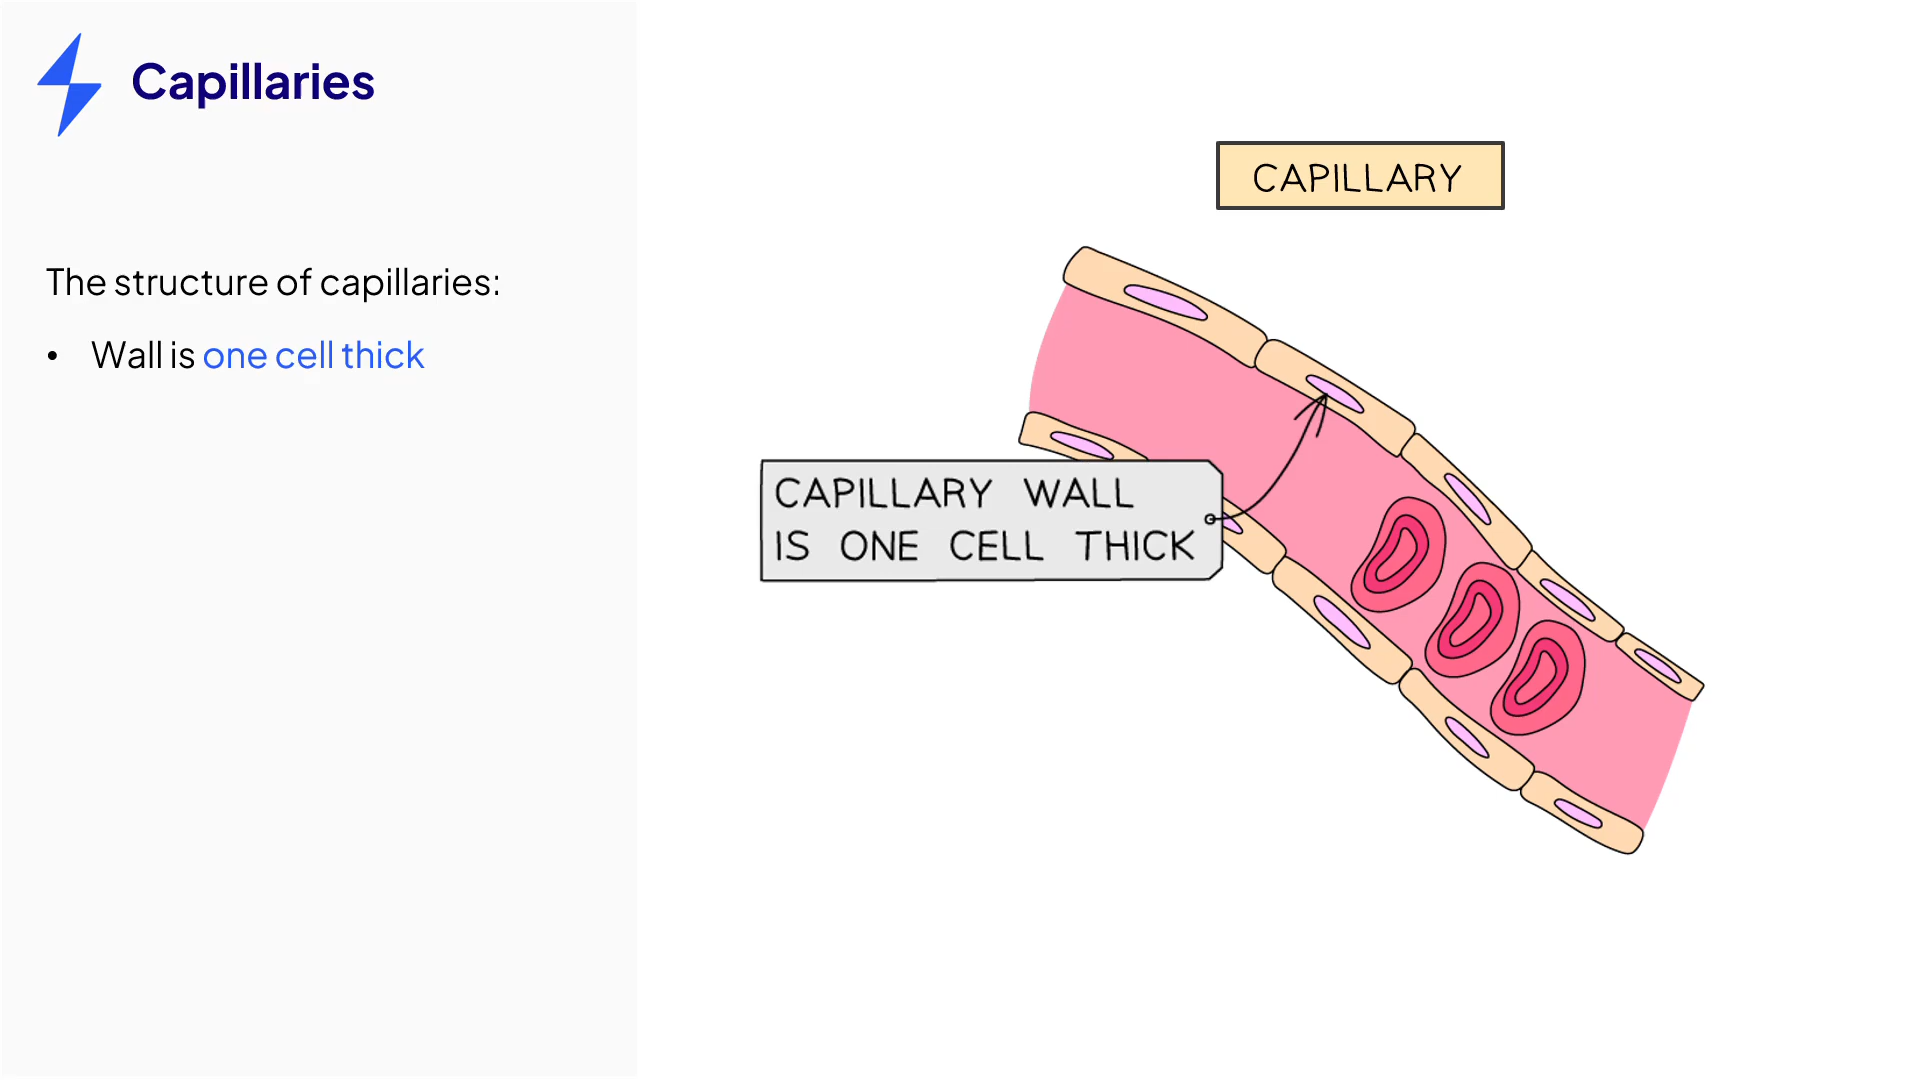 Capillaries
The structure of capillaries:
• Wall is one cell thick
CAPILLARY
CAPILLARY WALL
IS ONE CELL THICK